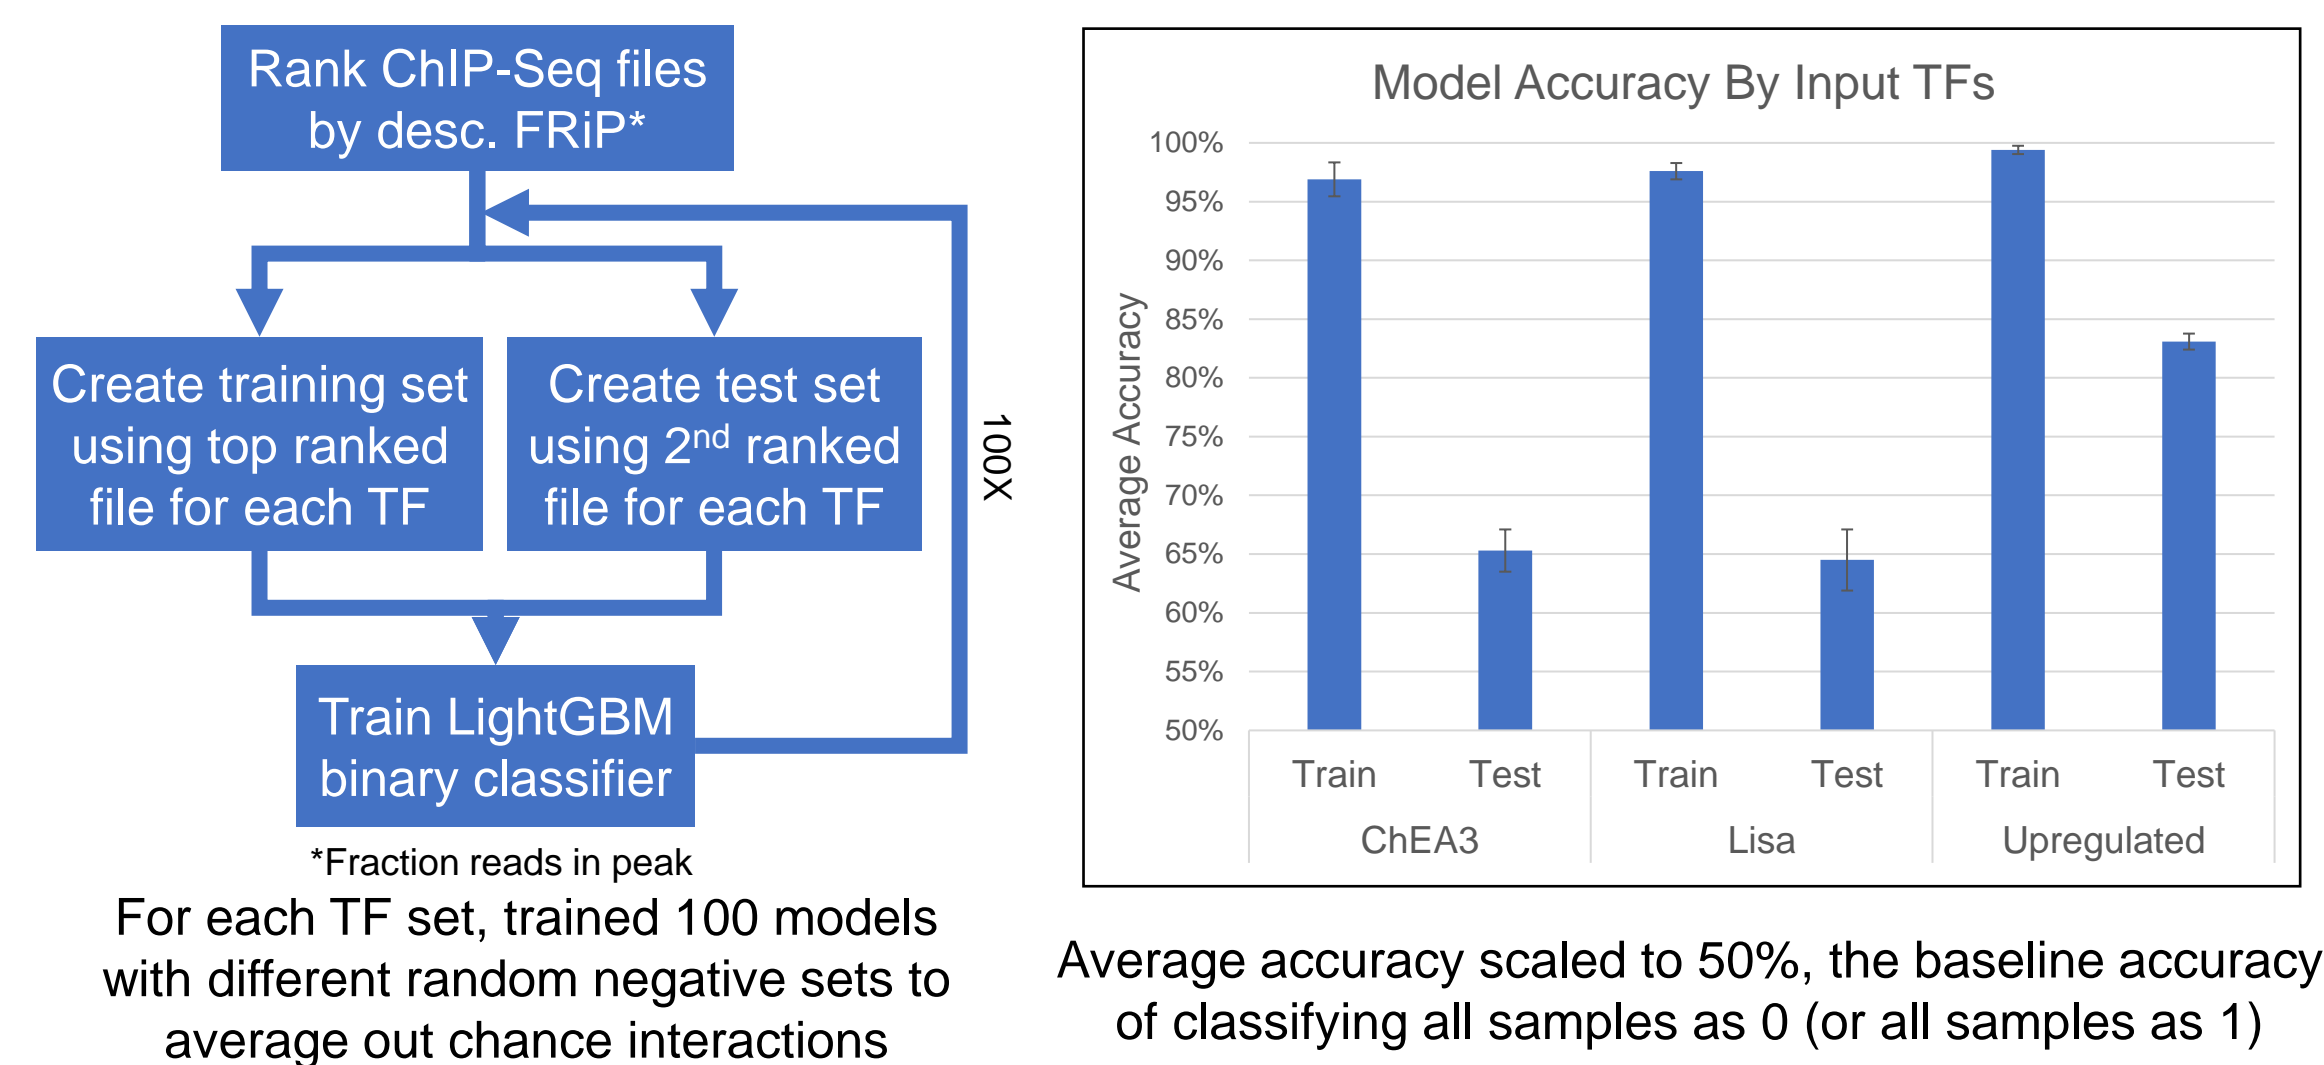 Rank ChIP-Seq files
by desc. FRiP*
Create training set
using top ranked
file for each TF
Create test set
using 2nd ranked
file for each TF
100X
Train LightGBM
binary classifier
*Fraction reads in peak
For each TF set, trained 100 models
with different random negative sets to
average out chance interactions
Model Accuracy By Input TFs
Average Accuracy
100%
95%
90%
85%
80%
75%
70%
65%
60%
55%
50%
Train Test Train Test Train Test
ChEA3 Lisa Upregulated
Average accuracy scaled to 50%, the baseline accuracy
of classifying all samples as 0 (or all samples as 1)